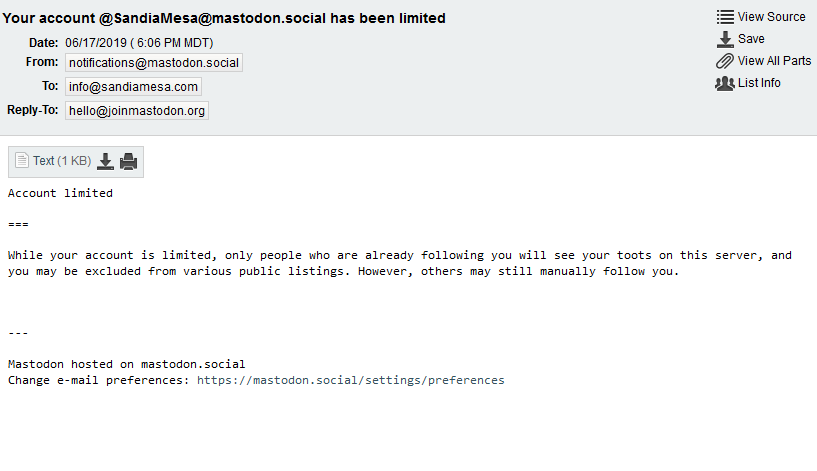 Your account @SandiaMesa@mastodon.social has been limited
View Source
Date: 06/17/2019 ( 6:06 PM MDT)
Save
From: notifications@mastodon.social
View All Parts
To: info@sandiamesa.com
List Info
Reply-To: hello@joinmastodon.org
Text (1 KB)
Account limited
===
While your account is limited, only people who are already following you will see your toots on this server, and
you may be excluded from various public listings. However, others may still manually follow you.
---
Mastodon hosted on mastodon.social
Change e-mail preferences: https://mastodon.social/settings/preferences